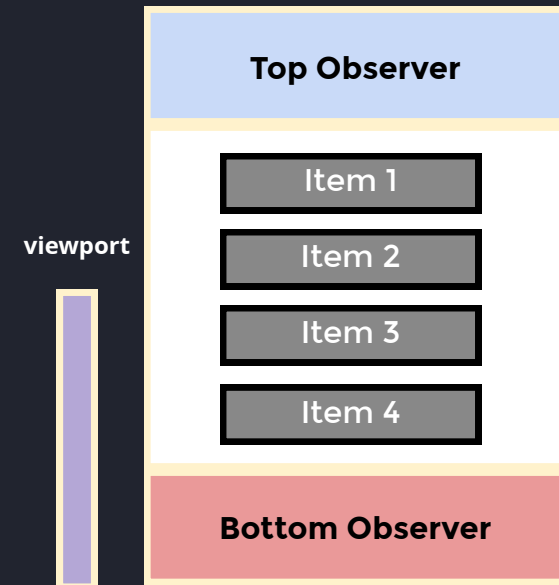 Top Observer
Item 1
viewport
Item 2
Item 3
Item 4
Bottom Observer